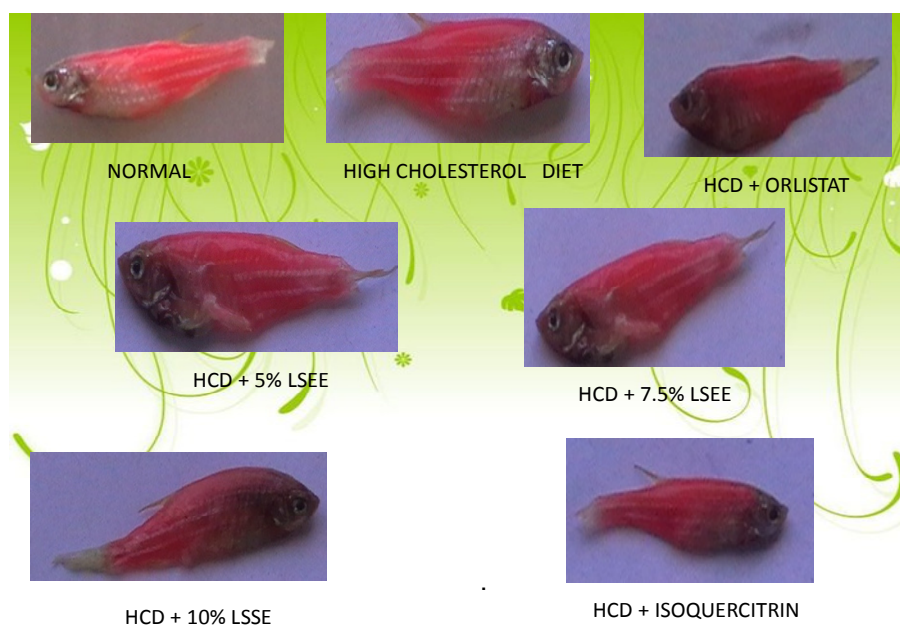 NORMAL
HIGH CHOLESTEROL DIET
HCD + ORLISTAT
HCD + 5% LSEE
HCD + 7.5% LSEE
HCD + 10% LSSE
.
HCD + ISOQUERCITRIN